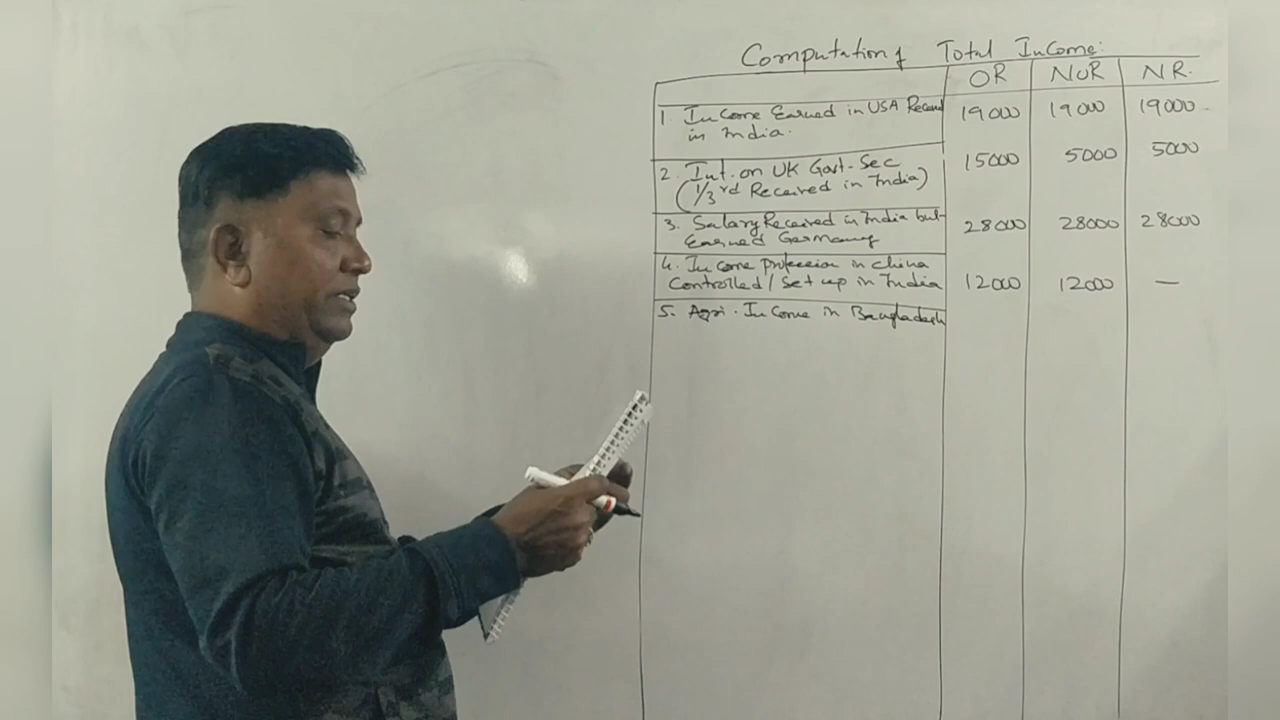 Computation of Total Income:
OR NOR NR.
1. Income Earned in USA Received 19000 19000 19000
in India.
2. Int. on UK Govt. Sec 15000 5000 5000
(1/3rd Received in India)
3. Salary Received in India but 28000 28000 28000
Earned Germany
4. Income profession in China
Controlled/Set up in India 12000 12000 —
5. Agri. Income in Bangladesh